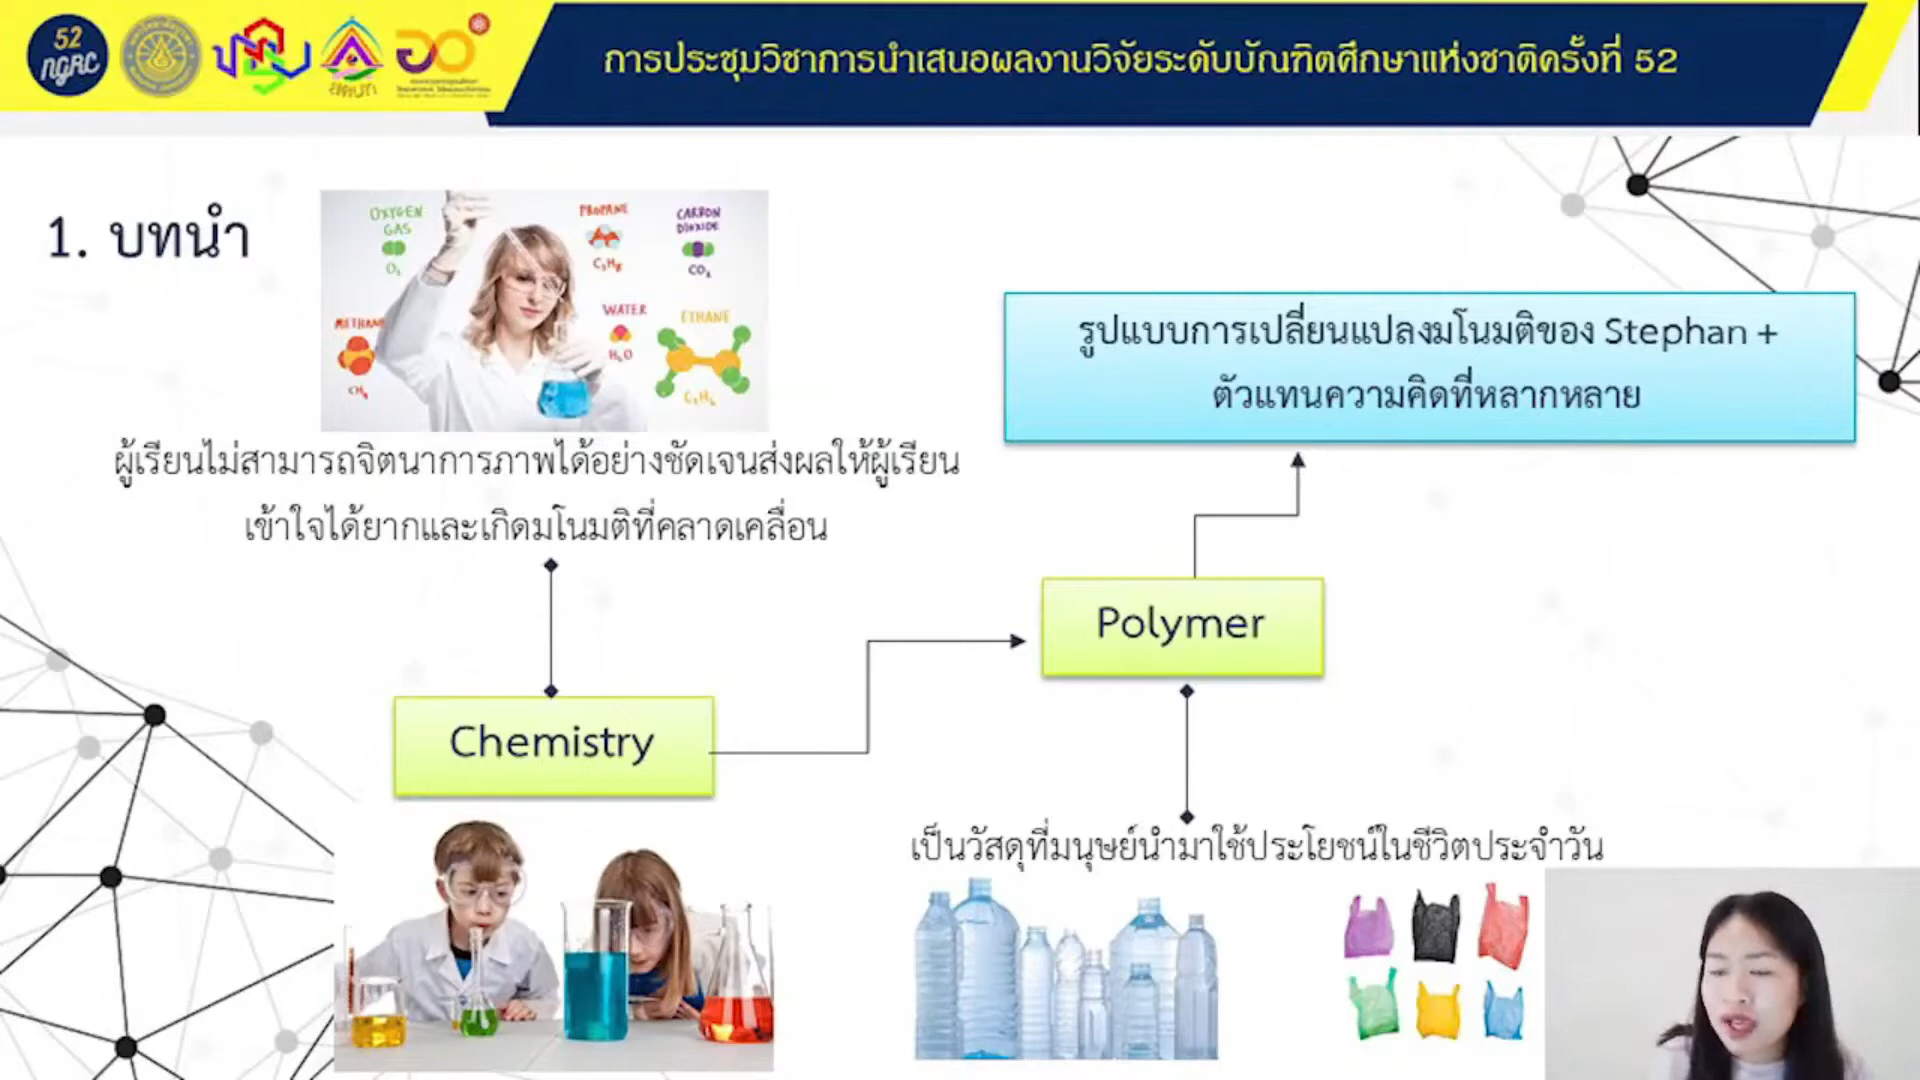 52
ngRC
การประชุมวิชาการนำเสนอผลงานวิจัยระดับบัณฑิตศึกษาแห่งชาติครั้งที่ 52
1. บทนำ
OXYGEN
GAS
O₂
PROPANE
C₃H₈
CARBON
DIOXIDE
CO₂
METHANE
CH₄
WATER
H₂O
ETHANE
รูปแบบการเปลี่ยนแปลงมโนมติของ Stephan +
ตัวแทนความคิดที่หลากหลาย
ผู้เรียนไม่สามารถจิตนาการภาพได้อย่างชัดเจนส่งผลให้ผู้เรียน
เข้าใจได้ยากและเกิดมโนมติที่คลาดเคลื่อน
Polymer
Chemistry
เป็นวัสดุที่มนุษย์นำมาใช้ประโยชน์ในชีวิตประจำวัน